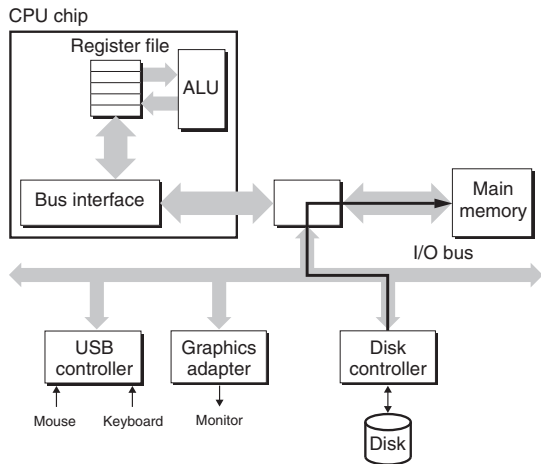 CPU chip
Register file
ALU
Bus interface
Main
memory
I/O bus
USB
controller
Graphics
adapter
Disk
controller
Mouse
Keyboard
Monitor
Disk